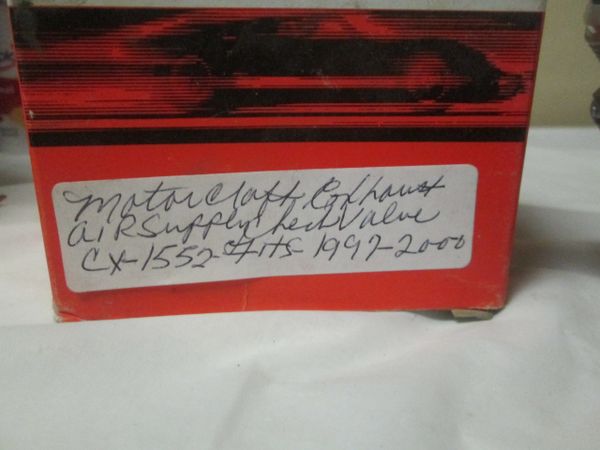 Motorcraft Exhaust
AIR Supply Check Valve
CX-1552-FITS-1997-2000